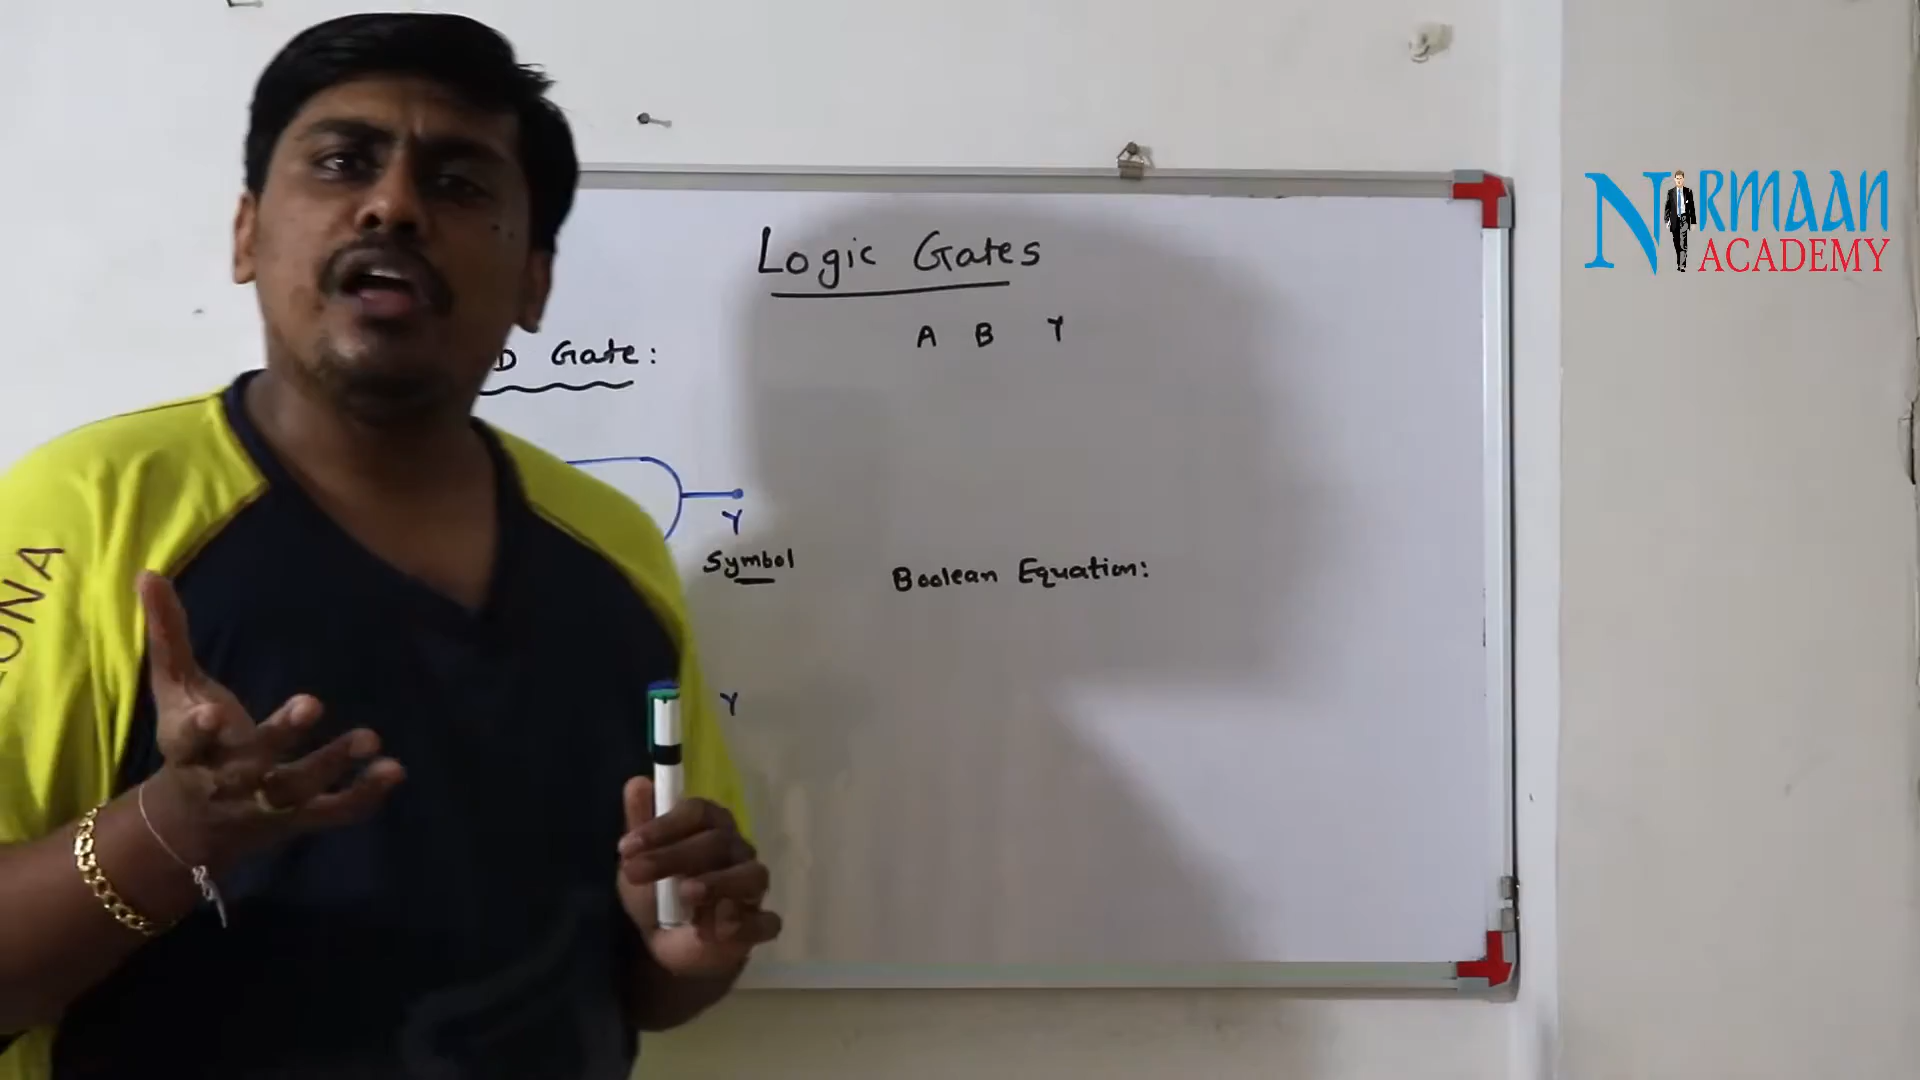 Logic Gates
A B Y
D Gate:
Y
Symbol
Boolean Equation:
Y
NIRMAAN
ACADEMY
ONA